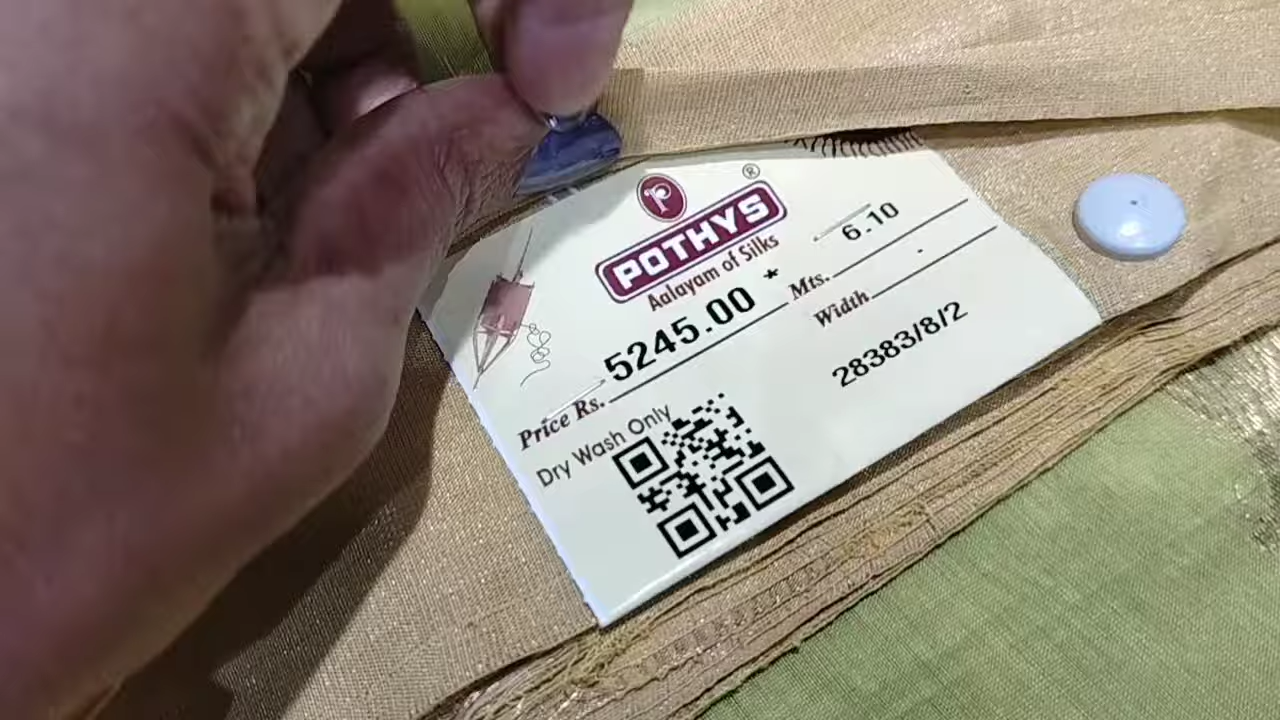 P ®
POTHYS
Aalayam of Silks
Price Rs. 5245.00 *
Mts. 6.10
Width
28383/8/2
Dry Wash Only